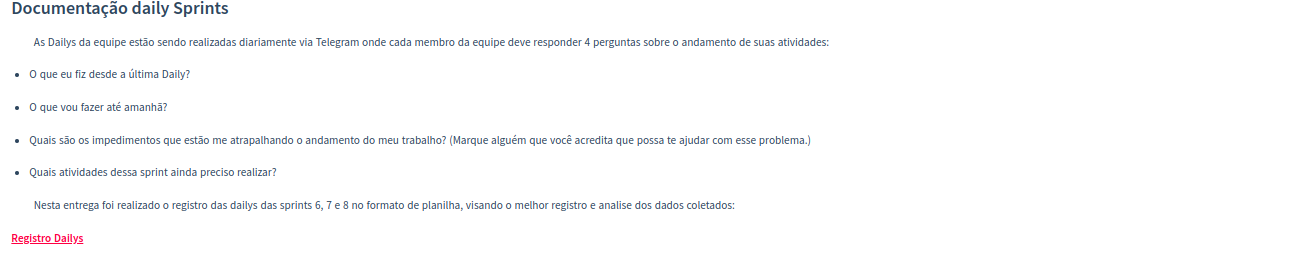 Documentação daily Sprints
As Dailys da equipe estão sendo realizadas diariamente via Telegram onde cada membro da equipe deve responder 4 perguntas sobre o andamento de suas atividades:
• O que eu fiz desde a última Daily?
• O que vou fazer até amanhã?
• Quais são os impedimentos que estão me atrapalhando o andamento do meu trabalho? (Marque alguém que você acredita que possa te ajudar com esse problema.)
• Quais atividades dessa sprint ainda preciso realizar?
Nesta entrega foi realizado o registro das dailys das sprints 6, 7 e 8 no formato de planilha, visando o melhor registro e analise dos dados coletados:
Registro Dailys